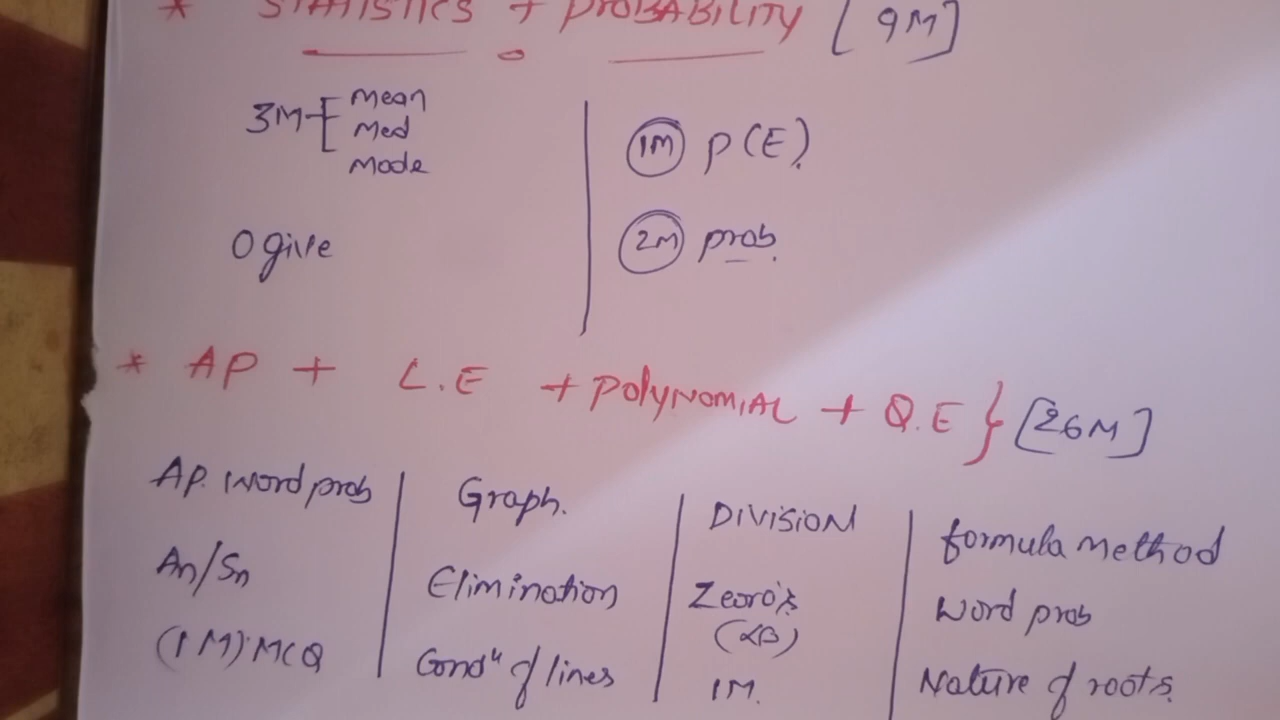 * STATISTICS + PROBABILITY [9M]
3M
Mean
Med
Mode
Ogive
1M P(E)
2M prob.
* AP + L.E + POLYNOMIAL + Q.E } [26M]
AP. Word prob
An/Sn
(1M) MCQ
Graph.
Elimination
Condn of lines
DIVISION
Zeoro's
(αβ)
1M.
formula method
word prob
Nature of roots.